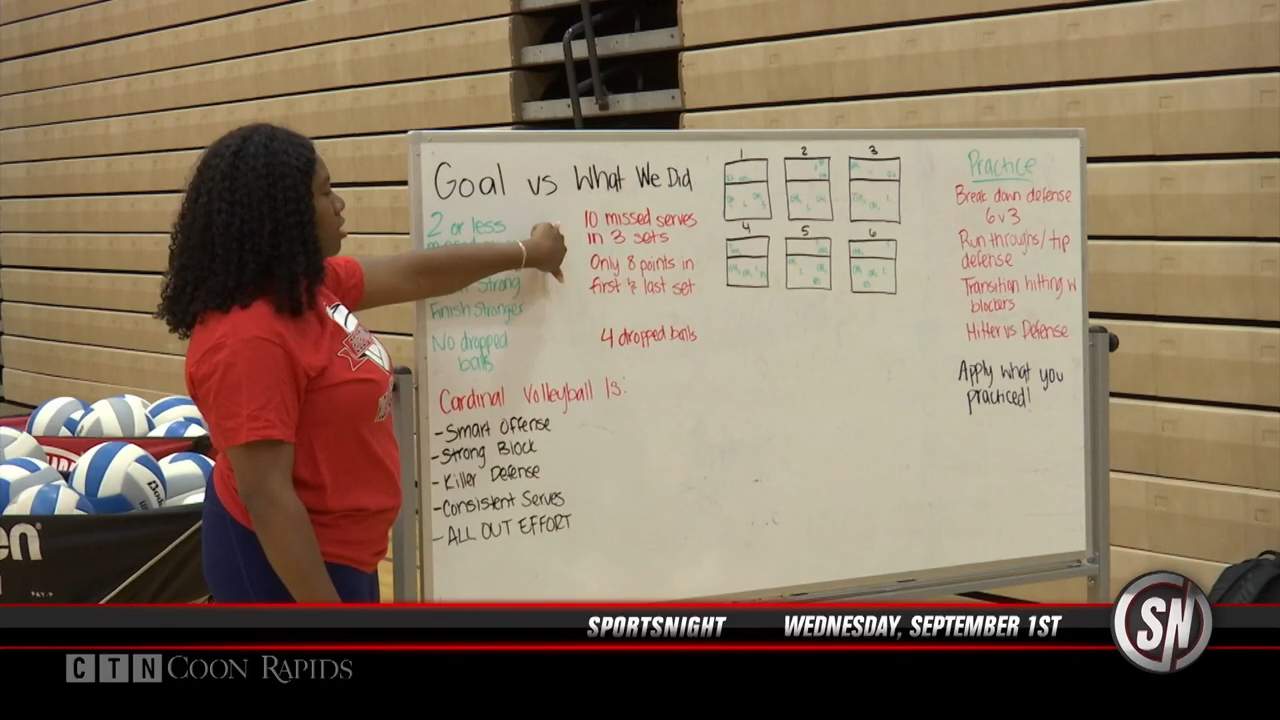 Goal vs What We Did
2 or less
Strong
Finish Stronger
No dropped
balls
10 missed serves
in 3 sets
Only 8 points in
first & last set
4 dropped balls
Cardinal Volleyball Is:
- Smart Offense
- Strong Block
- Killer Defense
- Consistent Serves
- ALL OUT EFFORT
1 2 3
4 5 6
Practice
Break down defense
6 v 3
Run throughs/tip
defense
Transition hitting w
blockers
Hitter vs Defense
Apply what you
practiced!
SPORTSNIGHT WEDNESDAY, SEPTEMBER 1ST
SN
CTN COON RAPIDS